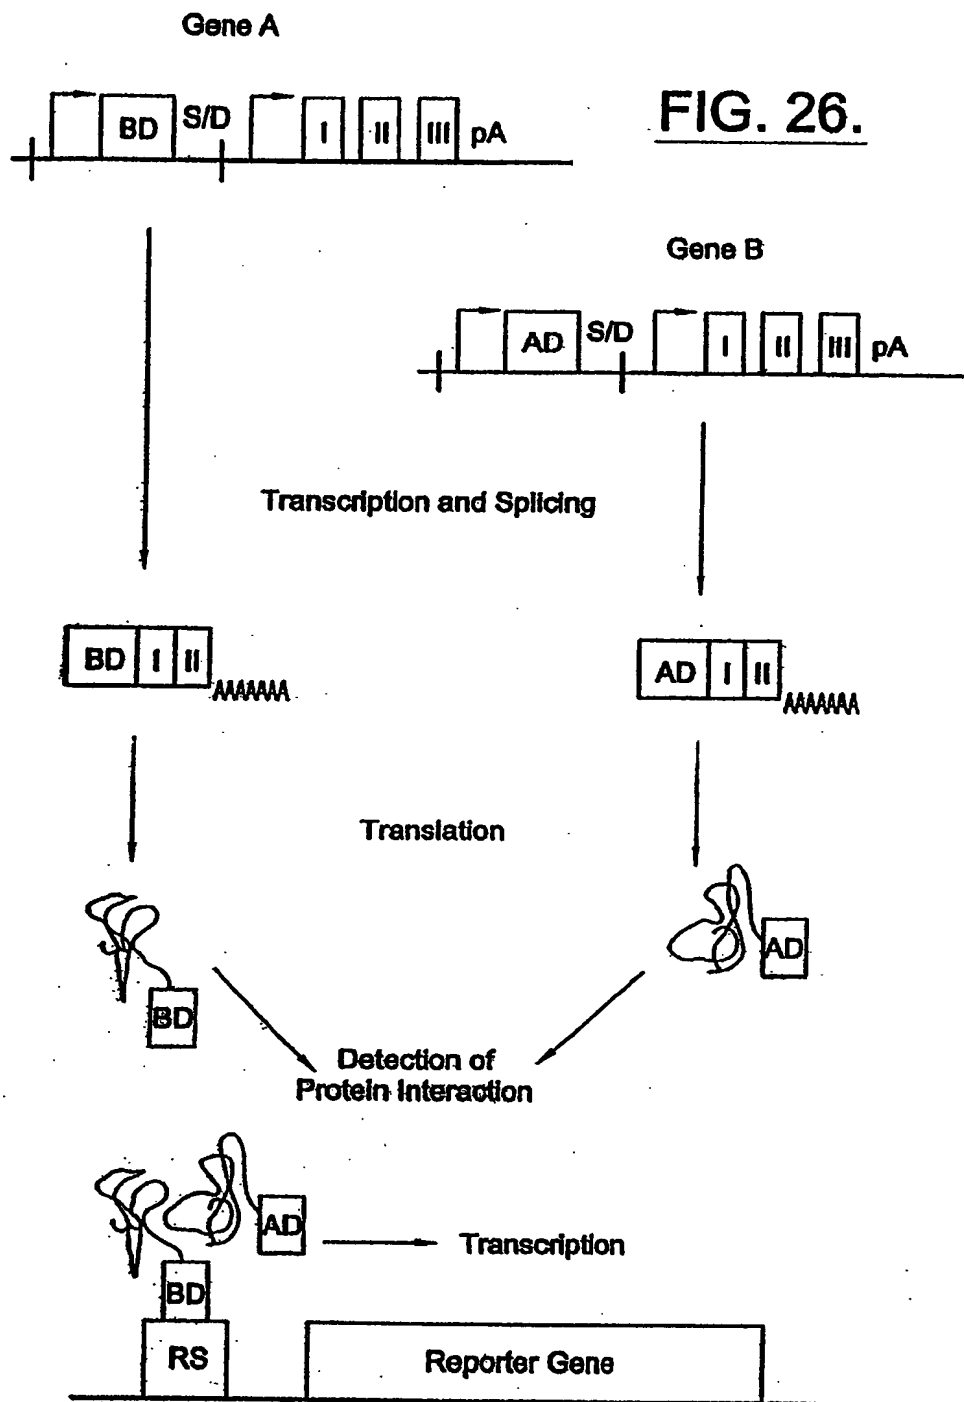 Gene A
FIG. 26.
BD S/D I II III pA
Gene B
AD S/D I II III pA
Transcription and Splicing
BD I II AAAAAAA
AD I II AAAAAAA
Translation
BD
AD
Detection of
Protein Interaction
AD
Transcription
BD
RS
Reporter Gene